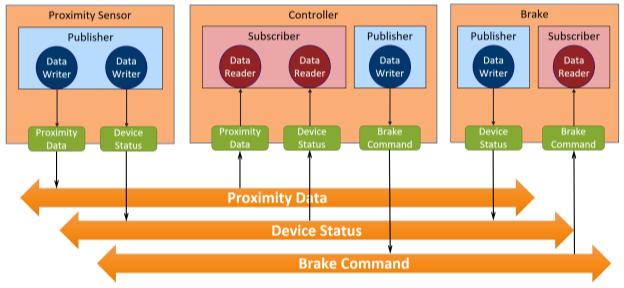 Proximity Sensor
Controller
Brake
Publisher
Subscriber
Publisher
Publisher
Subscriber
Data
Writer
Data
Writer
Data
Reader
Data
Reader
Data
Writer
Data
Writer
Data
Reader
Proximity
Data
Device
Status
Proximity
Data
Device
Status
Brake
Command
Device
Status
Brake
Command
Proximity Data
Device Status
Brake Command